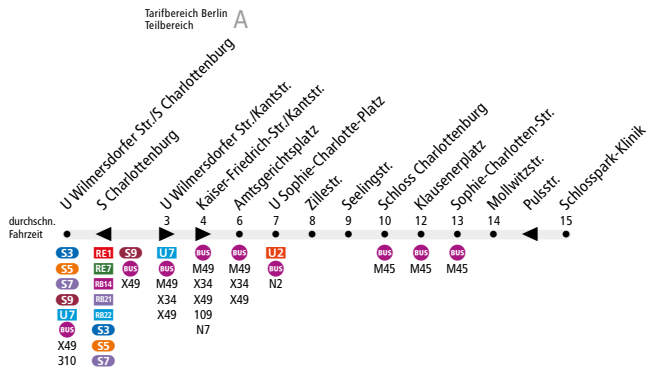 Tarifbereich Berlin
Teilbereich A
U Wilmersdorfer Str./S Charlottenburg
S Charlottenburg
U Wilmersdorfer Str./Kantstr.
Kaiser-Friedrich-Str./Kantstr.
Amtsgerichtsplatz
U Sophie-Charlotte-Platz
Zillestr.
Seelingstr.
Schloss Charlottenburg
Klausenerplatz
Sophie-Charlotten-Str.
Mollwitzstr.
Pulsstr.
Schlosspark-Klinik
durchschn. 3 4 6 7 8 9 10 12 13 14 15
Fahrzeit
S3 RE1 S9 U7 BUS BUS U2 BUS BUS BUS
S5 RE7 BUS BUS M49 M49 BUS M45 M45 M45
S7 RB14 X49 M49 X34 X34 N2
S9 RB21 X34 X49 X49
U7 RB22 X49 109
BUS S3 N7
X49 S5
310 S7